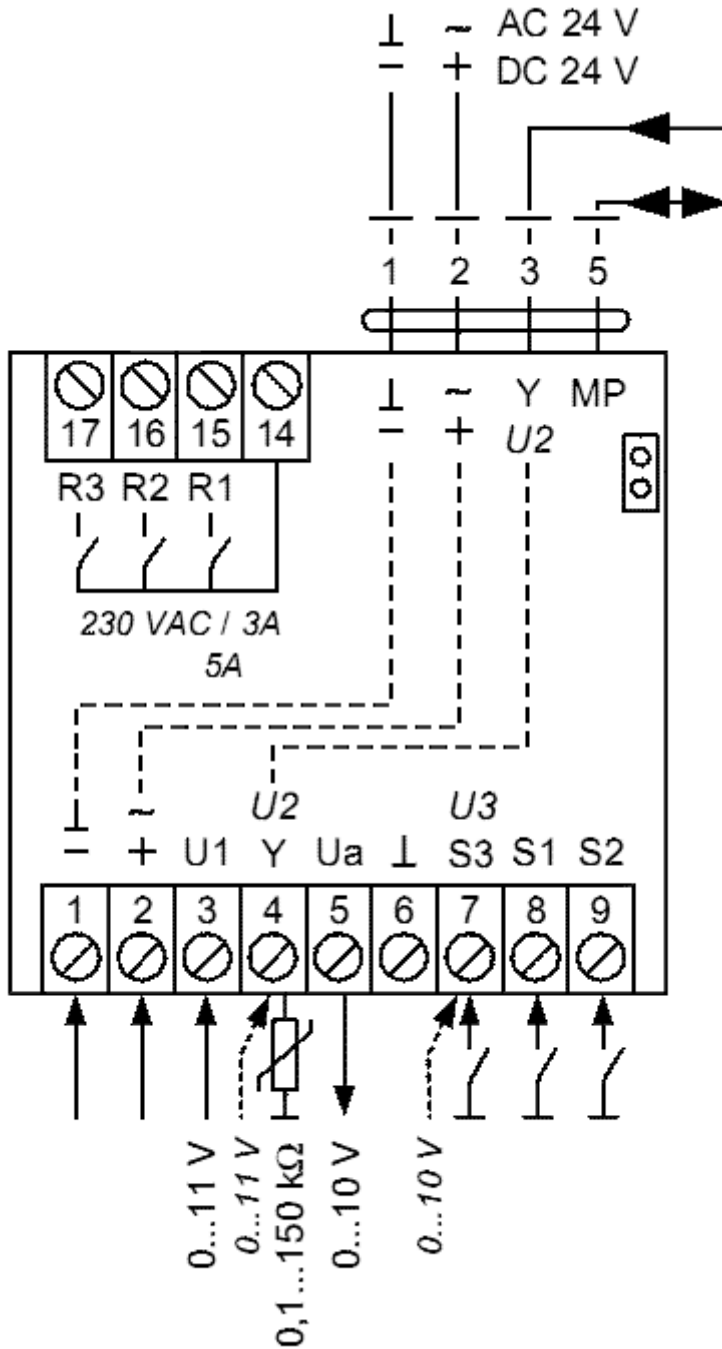 ⊥ ~ AC 24 V
− + DC 24 V
1 2 3 5
17 16 15 14
⊥ ~ Y MP
− + U2
R3 R2 R1
230 VAC / 3A
5A
⊥ ~ U2 U3
− + U1 Y Ua ⊥ S3 S1 S2
1 2 3 4 5 6 7 8 9
0...11 V
0...11 V
0,1...150 kΩ
0...10 V
0...10 V